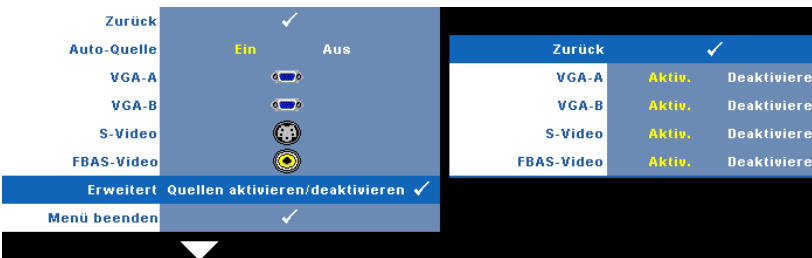 Zurück
Auto-Quelle Ein Aus
VGA-A
VGA-B
S-Video
FBAS-Video
Erweitert Quellen aktivieren/deaktivieren
Menü beenden
Zurück
VGA-A Aktiv. Deaktiviere
VGA-B Aktiv. Deaktiviere
S-Video Aktiv. Deaktiviere
FBAS-Video Aktiv. Deaktiviere